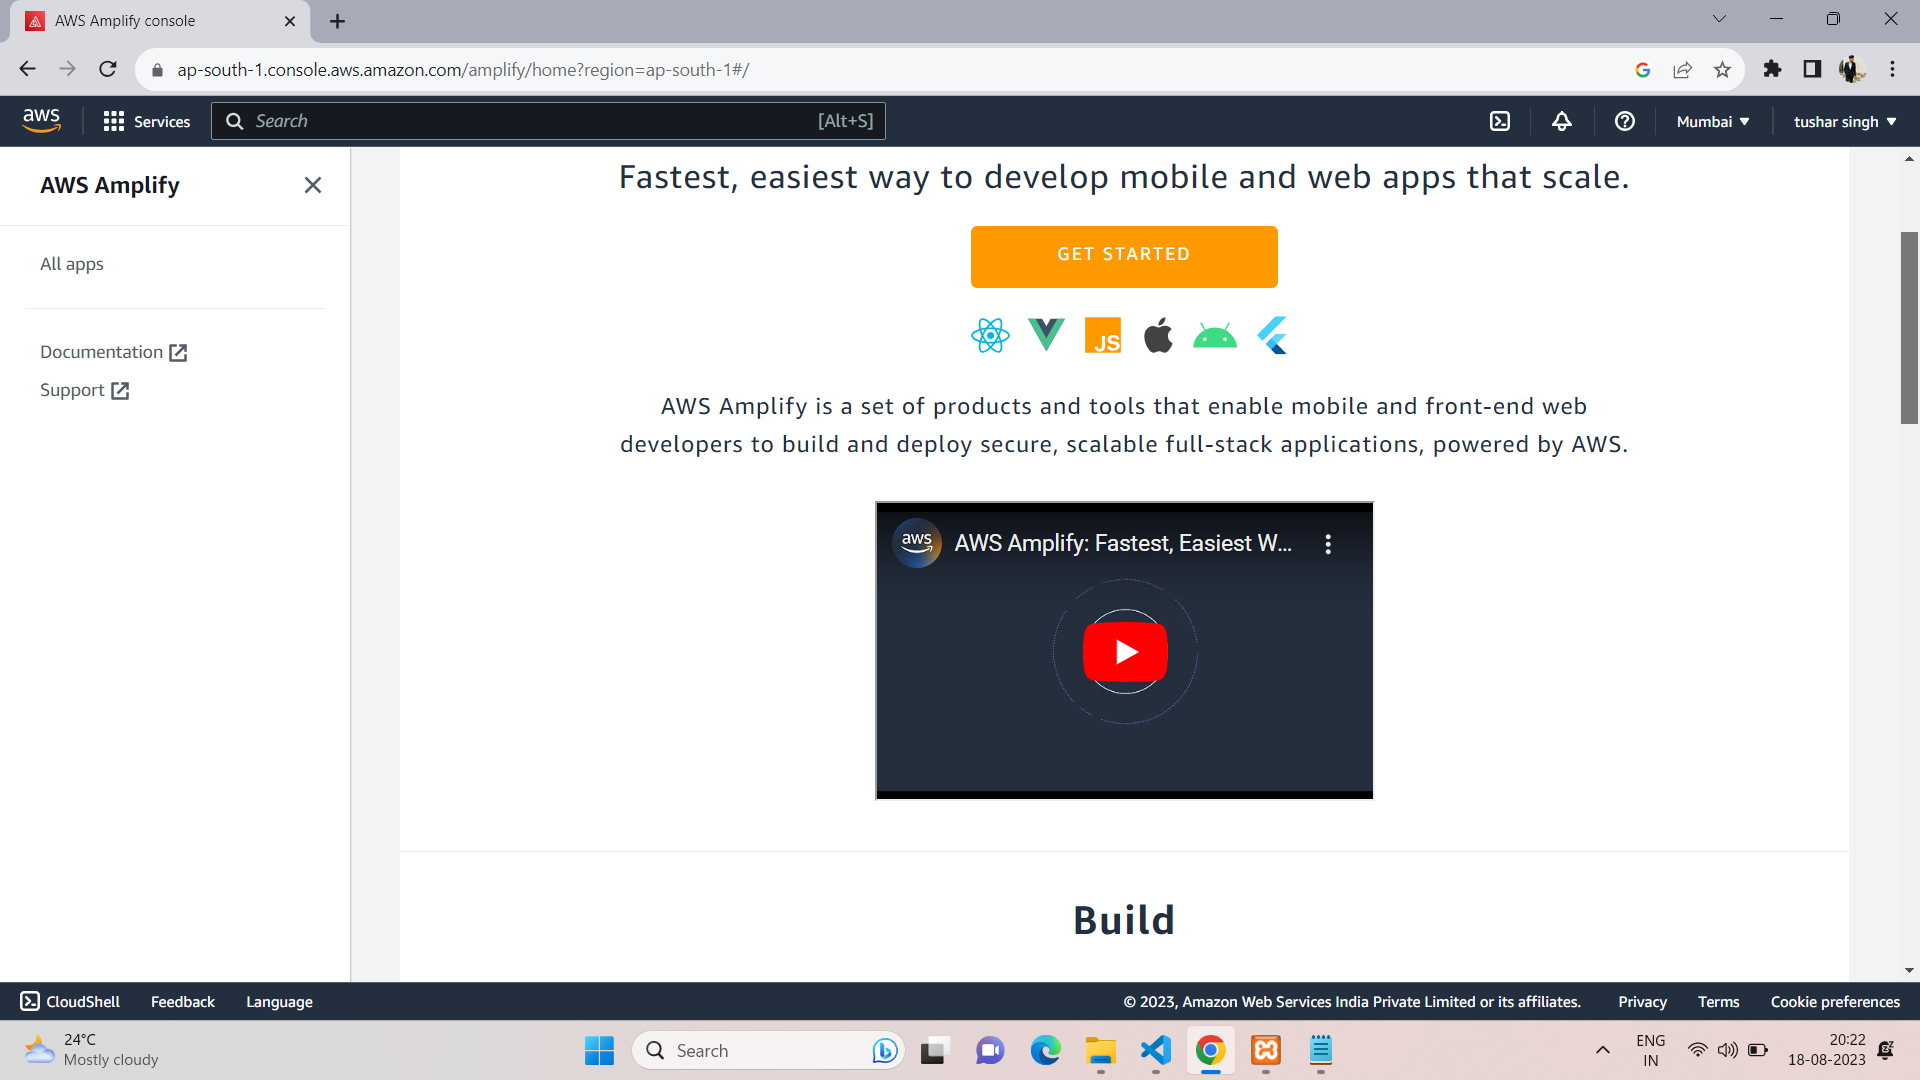 AWS Amplify console
ap-south-1.console.aws.amazon.com/amplify/home?region=ap-south-1#/
aws
Services
Search
[Alt+S]
Mumbai
tushar singh
AWS Amplify
All apps
Documentation
Support
Fastest, easiest way to develop mobile and web apps that scale.
GET STARTED
JS
AWS Amplify is a set of products and tools that enable mobile and front-end web
developers to build and deploy secure, scalable full-stack applications, powered by AWS.
aws
AWS Amplify: Fastest, Easiest W...
Build
CloudShell
Feedback
Language
© 2023, Amazon Web Services India Private Limited or its affiliates.
Privacy
Terms
Cookie preferences
24°C
Mostly cloudy
Search
ENG
IN
20:22
18-08-2023